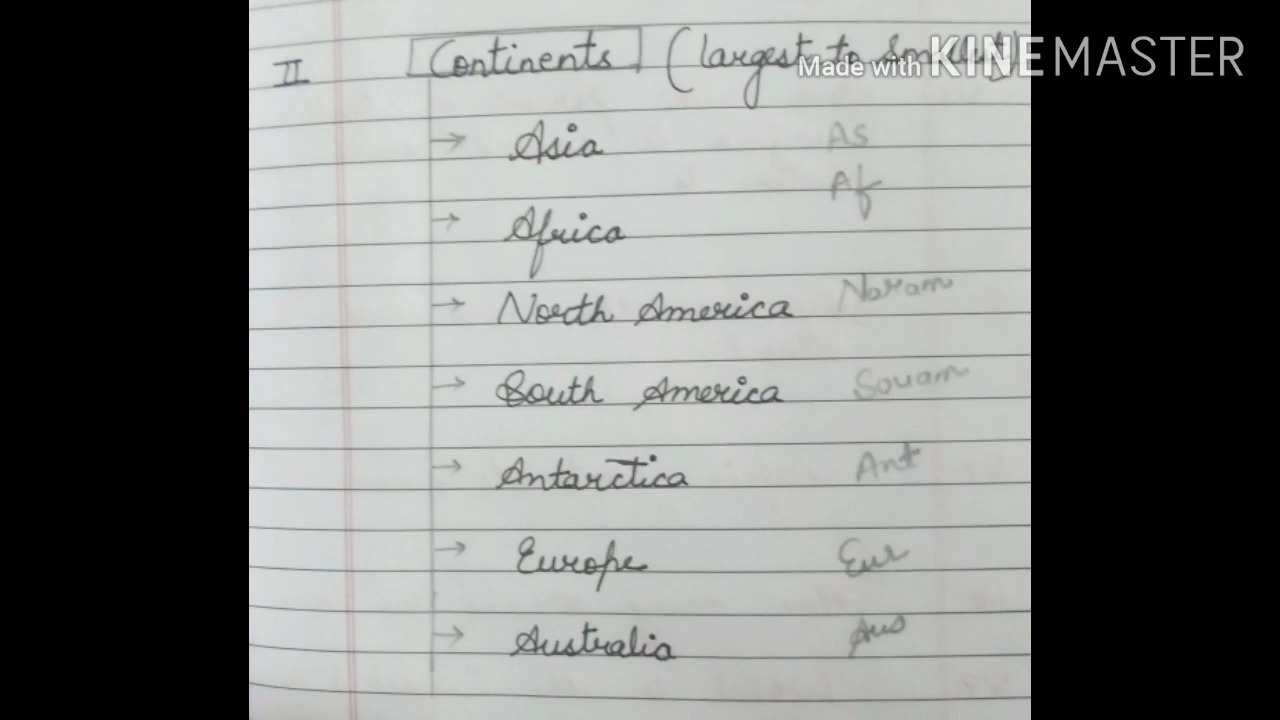 II Continents (largest to smallest)
Made with KINEMASTER
→ Asia As
Af
→ Africa
→ North America Noram
→ South America Souam
→ Antarctica Ant
→ Europe Eur
→ Australia Aus